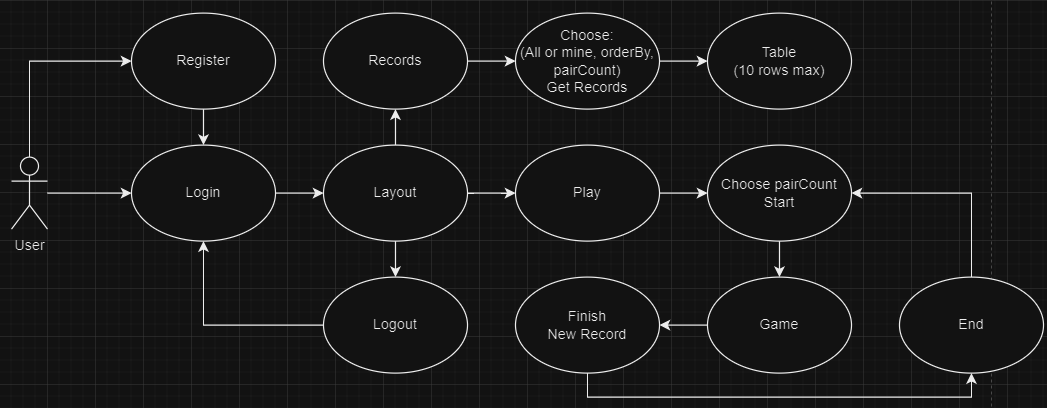 Register
Records
Choose:
(All or mine, orderBy,
pairCount)
Get Records
Table
(10 rows max)
User
Login
Layout
Play
Choose pairCount
Start
Logout
Finish
New Record
Game
End